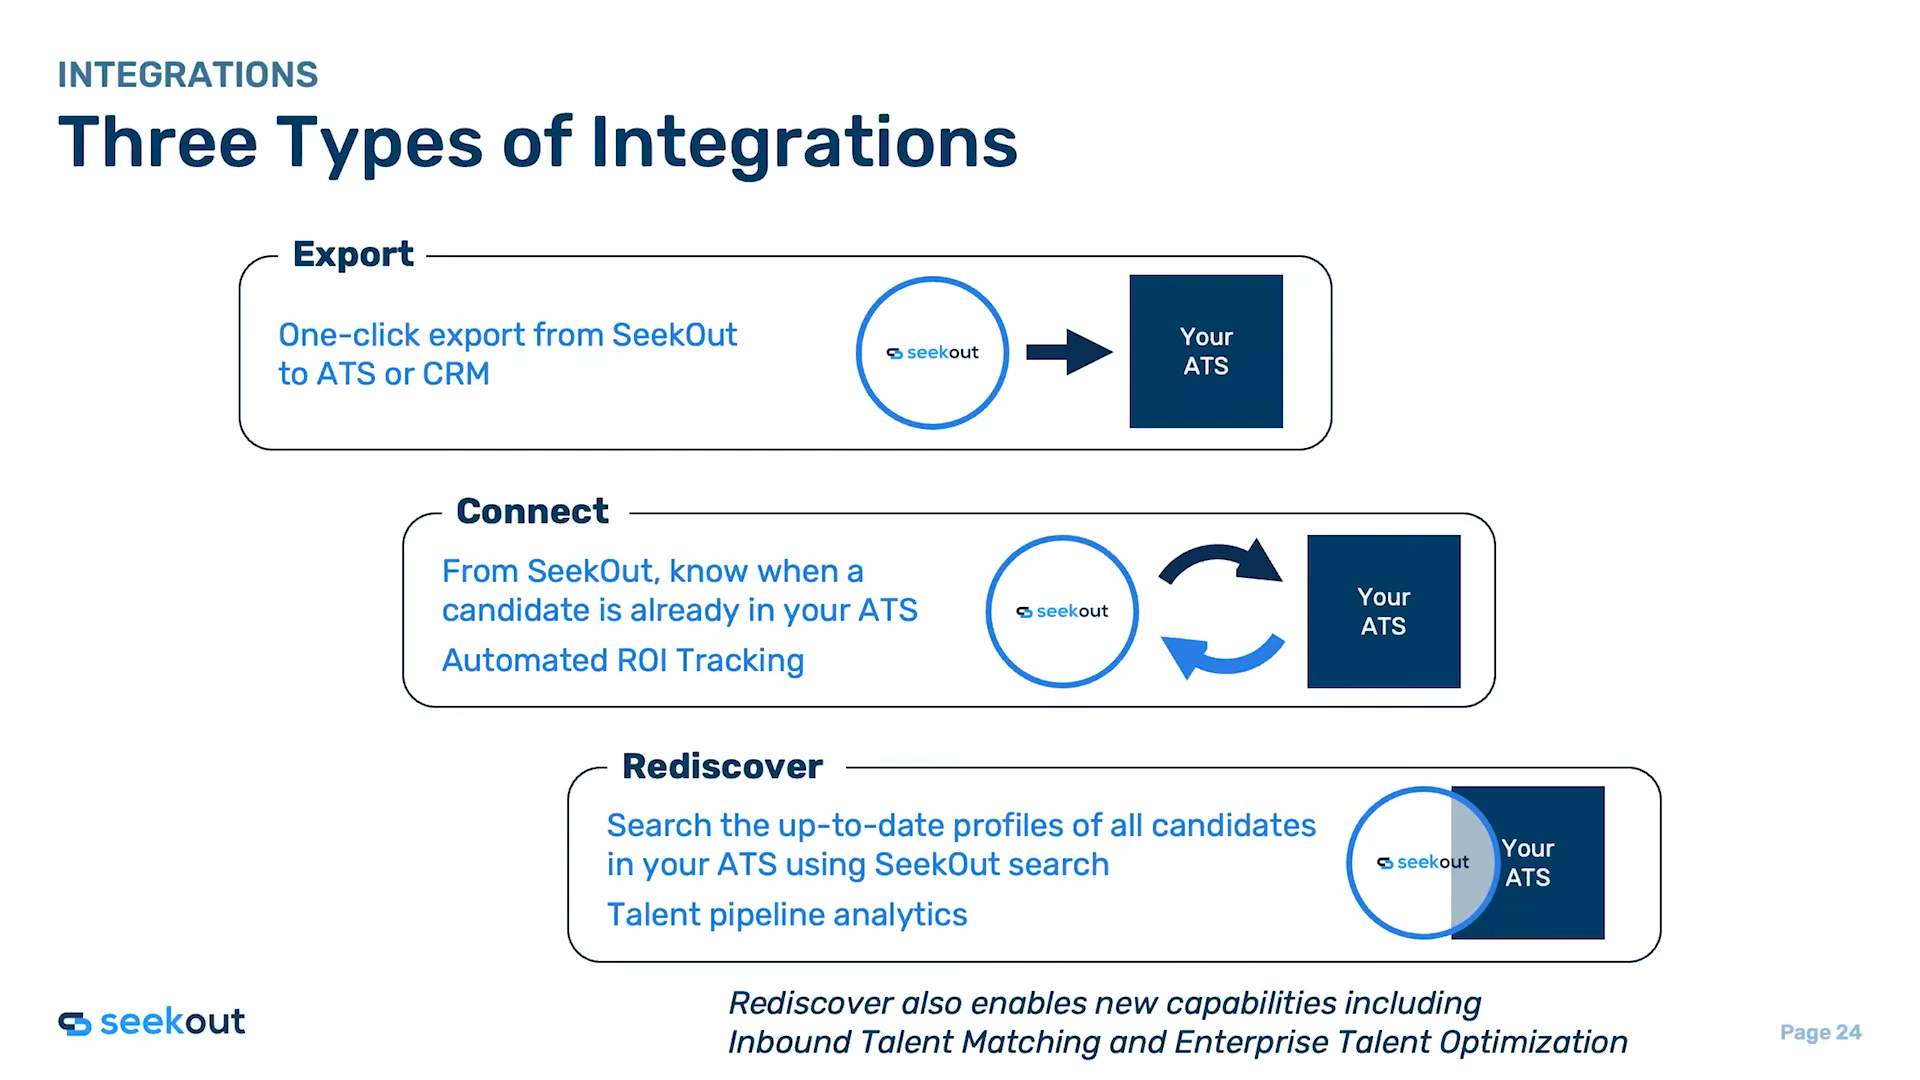 INTEGRATIONS
Three Types of Integrations
Export
One-click export from SeekOut
to ATS or CRM
seekout
Your
ATS
Connect
From SeekOut, know when a
candidate is already in your ATS
Automated ROI Tracking
seekout
Your
ATS
Rediscover
Search the up-to-date profiles of all candidates
in your ATS using SeekOut search
Talent pipeline analytics
seekout
Your
ATS
Rediscover also enables new capabilities including
Inbound Talent Matching and Enterprise Talent Optimization
seekout
Page 24